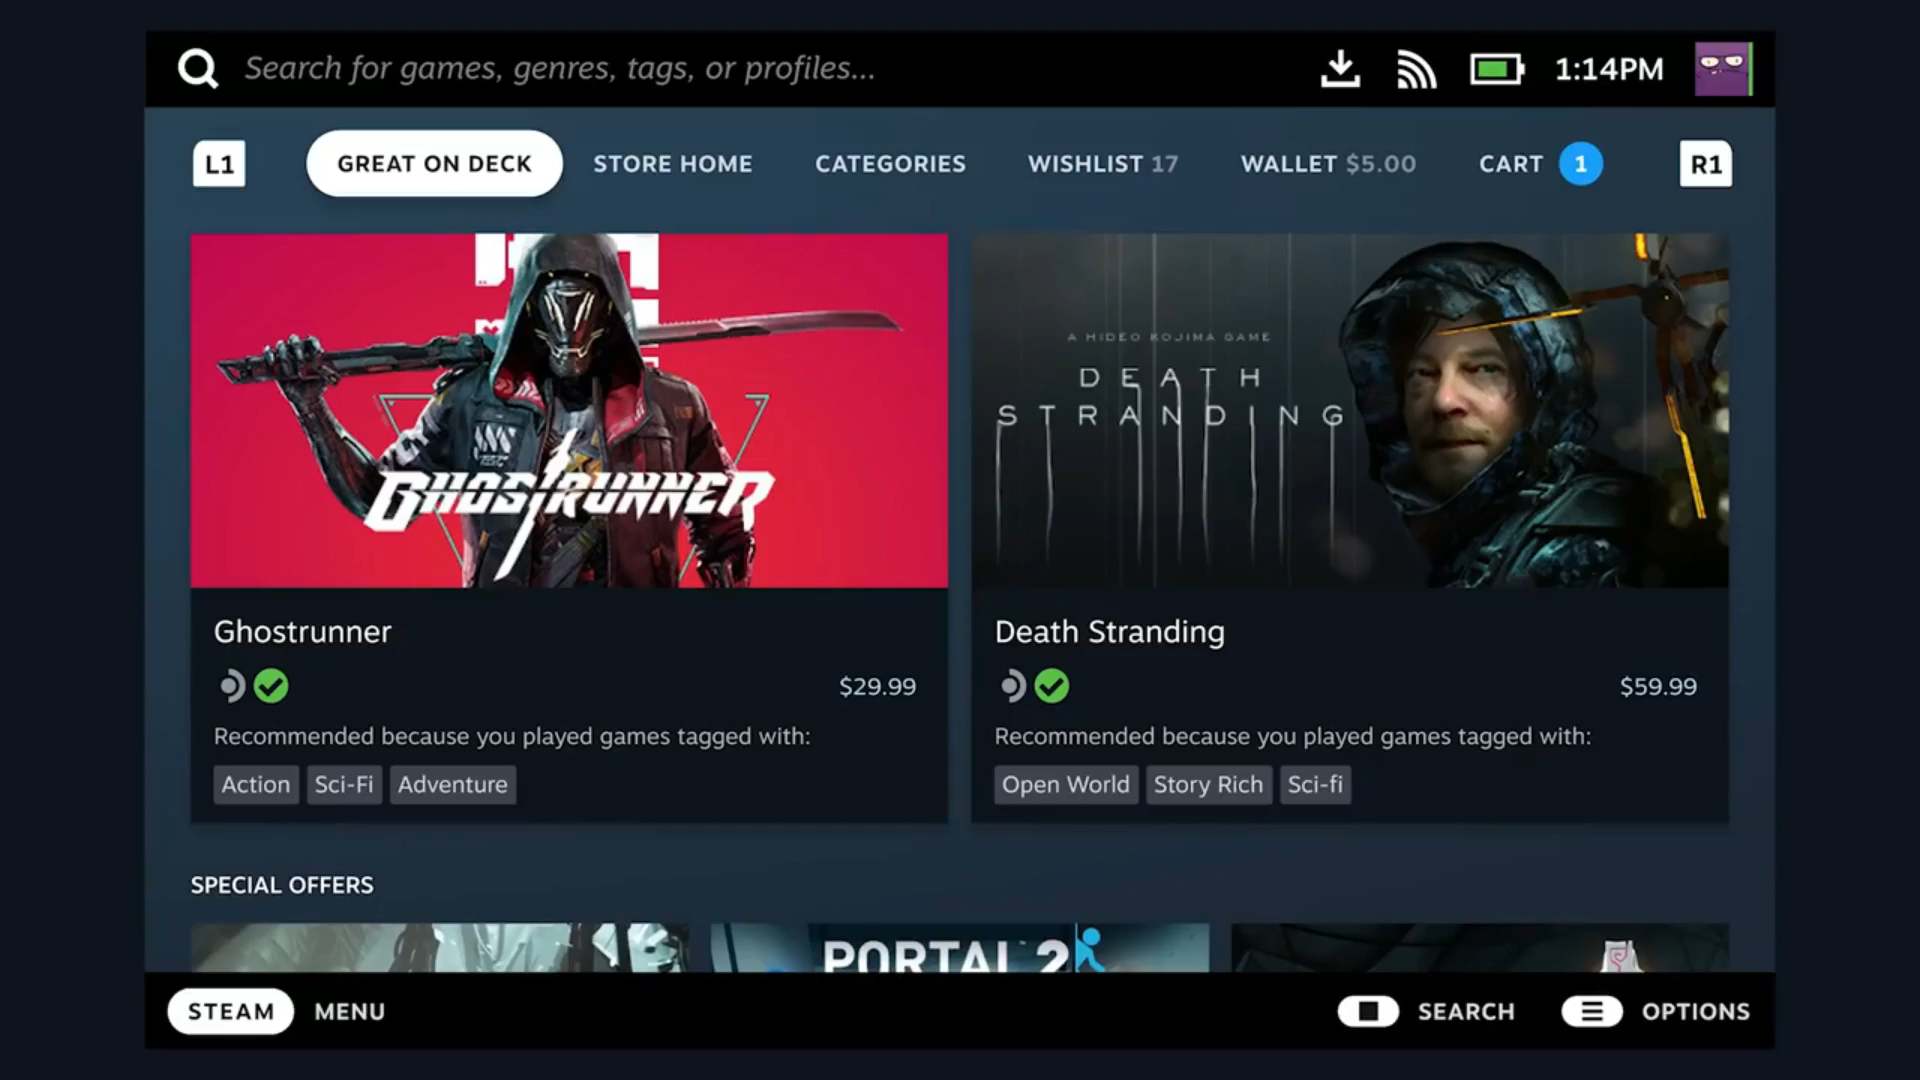 Search for games, genres, tags, or profiles...
1:14PM
L1
GREAT ON DECK
STORE HOME
CATEGORIES
WISHLIST 17
WALLET $5.00
CART 1
R1
GHOSTRUNNER
A HIDEO KOJIMA GAME
DEATH
STRANDING
Ghostrunner
$29.99
Recommended because you played games tagged with:
Action
Sci-Fi
Adventure
Death Stranding
$59.99
Recommended because you played games tagged with:
Open World
Story Rich
Sci-fi
SPECIAL OFFERS
PORTAL 2
STEAM
MENU
SEARCH
OPTIONS